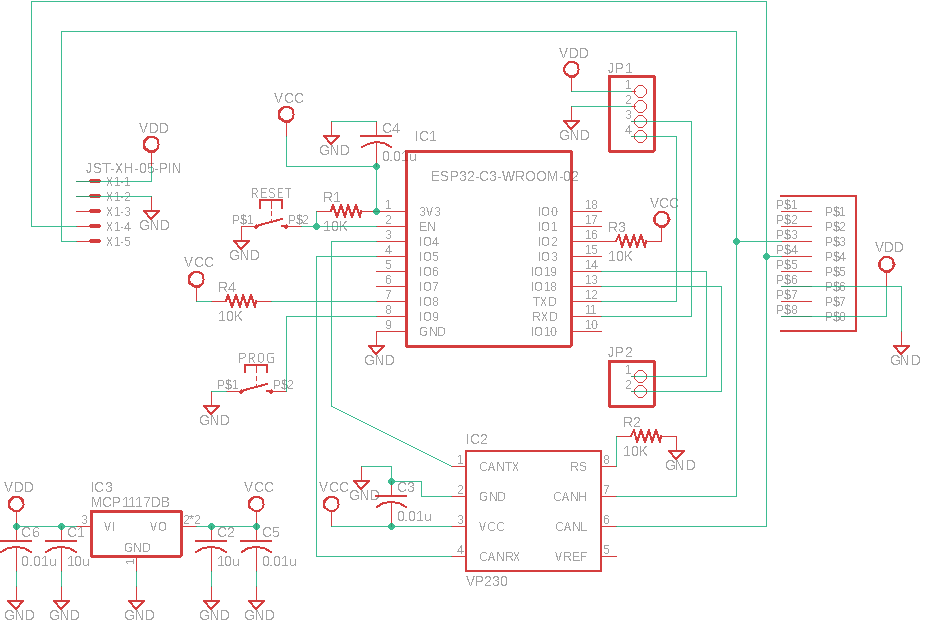 VDD
JP1
1
2
3
4
GND
VCC
C4
0.01u
GND
IC1
VDD
JST-XH-05-PIN
X1-1
X1-2
X1-3
X1-4
X1-5
GND
ESP32-C3-WROOM-02
1 3V3 IO0 18
2 EN IO1 17
3 IO4 IO2 16
4 IO5 IO3 15
5 IO6 IO19 14
6 IO7 IO18 13
7 IO8 TXD 12
8 IO9 RXD 11
9 GND IO10 10
RESET
P$1 P$2
GND
R1
10K
VCC
R3
10K
P$1 P$1
P$2 P$2
P$3 P$3
P$4 P$4
P$5 P$5
P$6 P$6
P$7 P$7
P$8 P$8
VDD
GND
VCC
R4
10K
GND
PROG
P$1 P$2
GND
JP2
1
2
R2
10K
GND
IC2
1 CANTX RS 8
2 GND CANH 7
3 VCC CANL 6
4 CANRX VREF 5
VP230
GND
C3
0.01u
VCC
VDD
IC3
MCP1117DB
3 VI VO 2*2
GND
1
VCC
C6
0.01u
C1
10u
C2
10u
C5
0.01u
GND GND GND GND GND